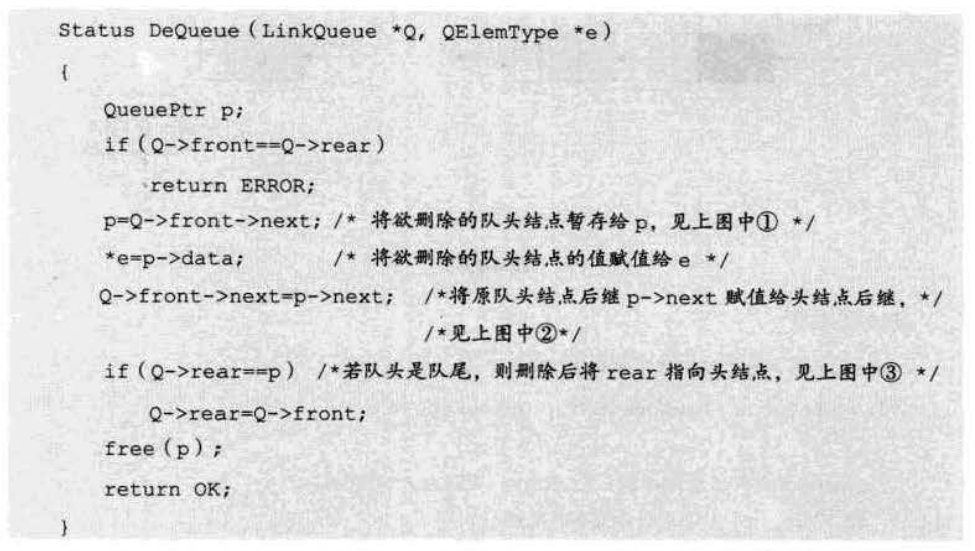 Status DeQueue(LinkQueue *Q, QElemType *e)
{
QueuePtr p;
if(Q->front==Q->rear)
return ERROR;
p=Q->front->next; /* 将欲删除的队头结点暂存给 p，见上图中① */
*e=p->data; /* 将欲删除的队头结点的值赋值给 e */
Q->front->next=p->next; /*将原队头结点后继 p->next 赋值给头结点后继，*/
/*见上图中②*/
if(Q->rear==p) /*若队头是队尾，则删除后将 rear 指向头结点，见上图中③ */
Q->rear=Q->front;
free(p);
return OK;
}